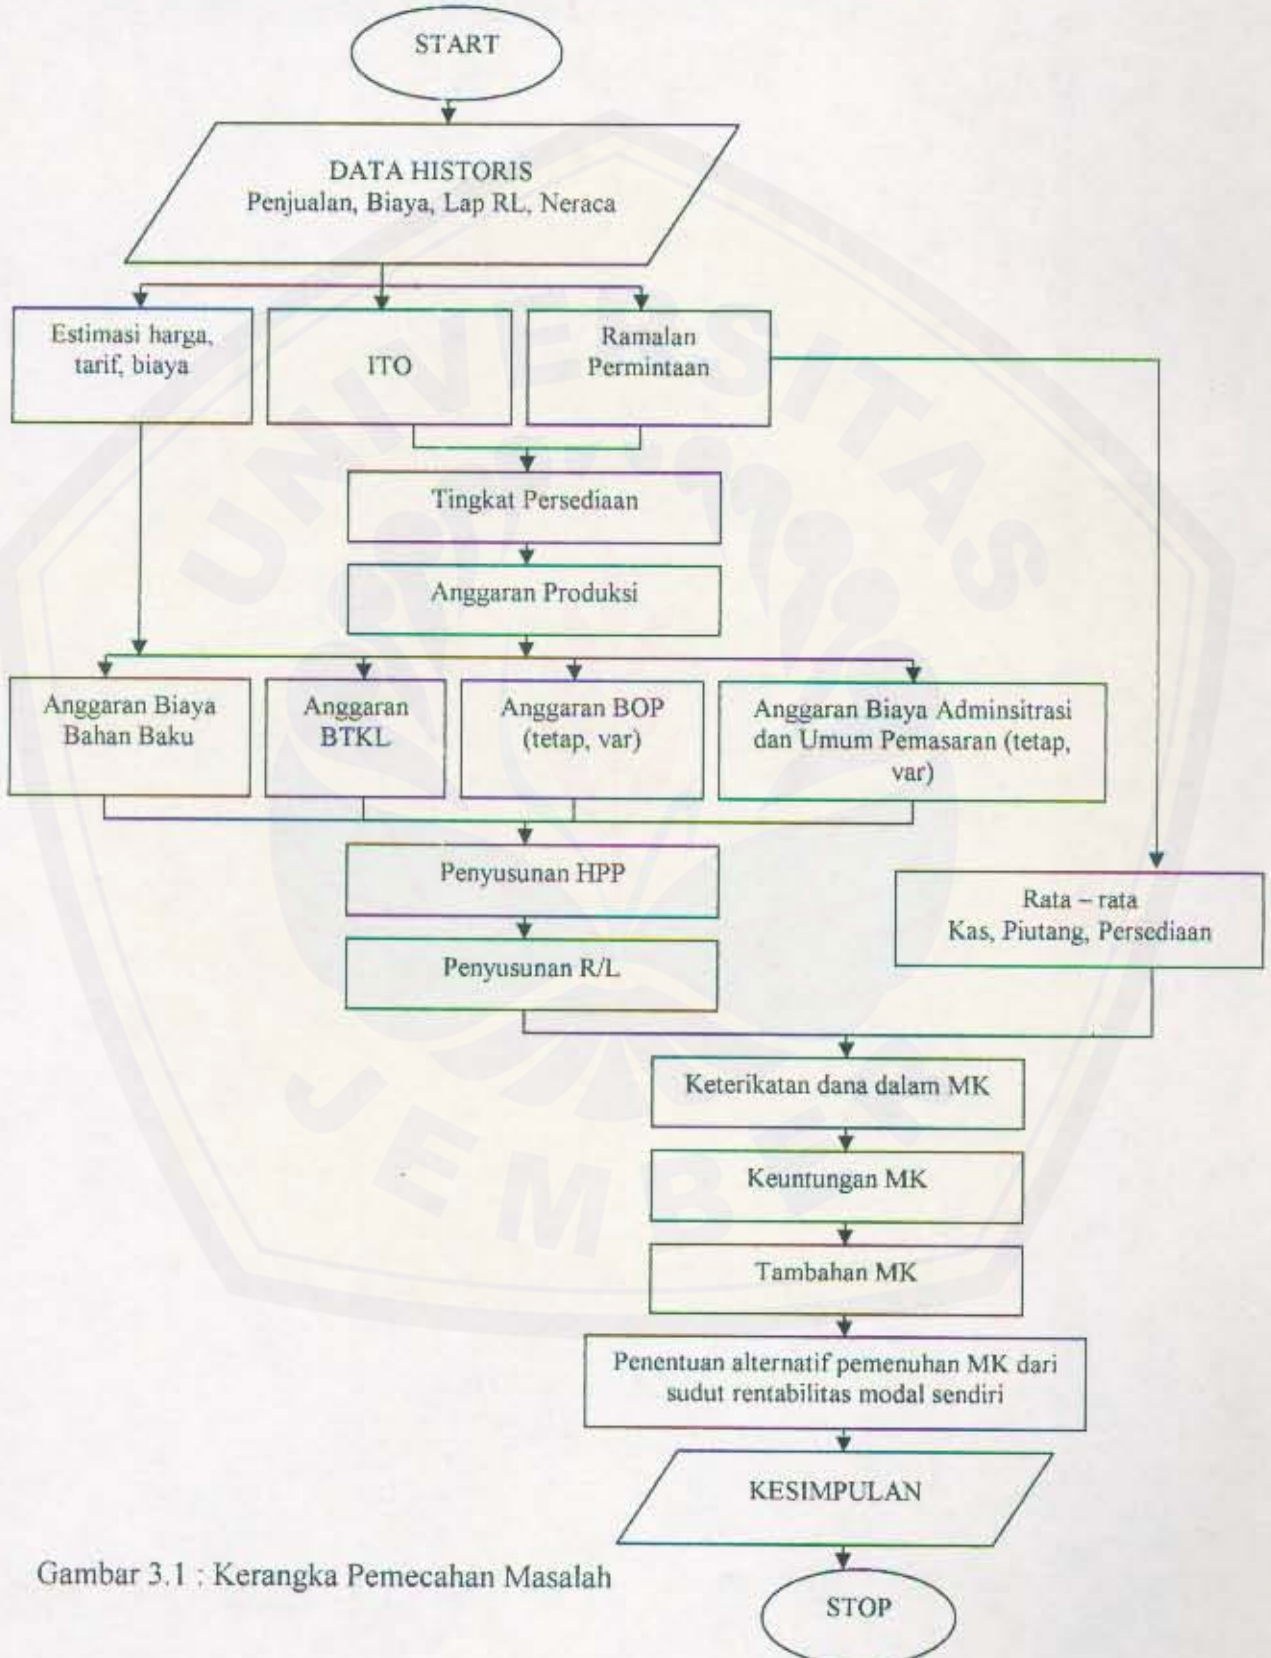 START
DATA HISTORIS
Penjualan, Biaya, Lap RL, Neraca
Estimasi harga,
tarif, biaya
ITO
Ramalan
Permintaan
Tingkat Persediaan
Anggaran Produksi
Anggaran Biaya
Bahan Baku
Anggaran
BTKL
Anggaran BOP
(tetap, var)
Anggaran Biaya Adminsitrasi
dan Umum Pemasaran (tetap,
var)
Penyusunan HPP
Rata – rata
Kas, Piutang, Persediaan
Penyusunan R/L
Keterikatan dana dalam MK
Keuntungan MK
Tambahan MK
Penentuan alternatif pemenuhan MK dari
sudut rentabilitas modal sendiri
KESIMPULAN
STOP
Gambar 3.1 : Kerangka Pemecahan Masalah
UNIVERSITAS
JEMBER